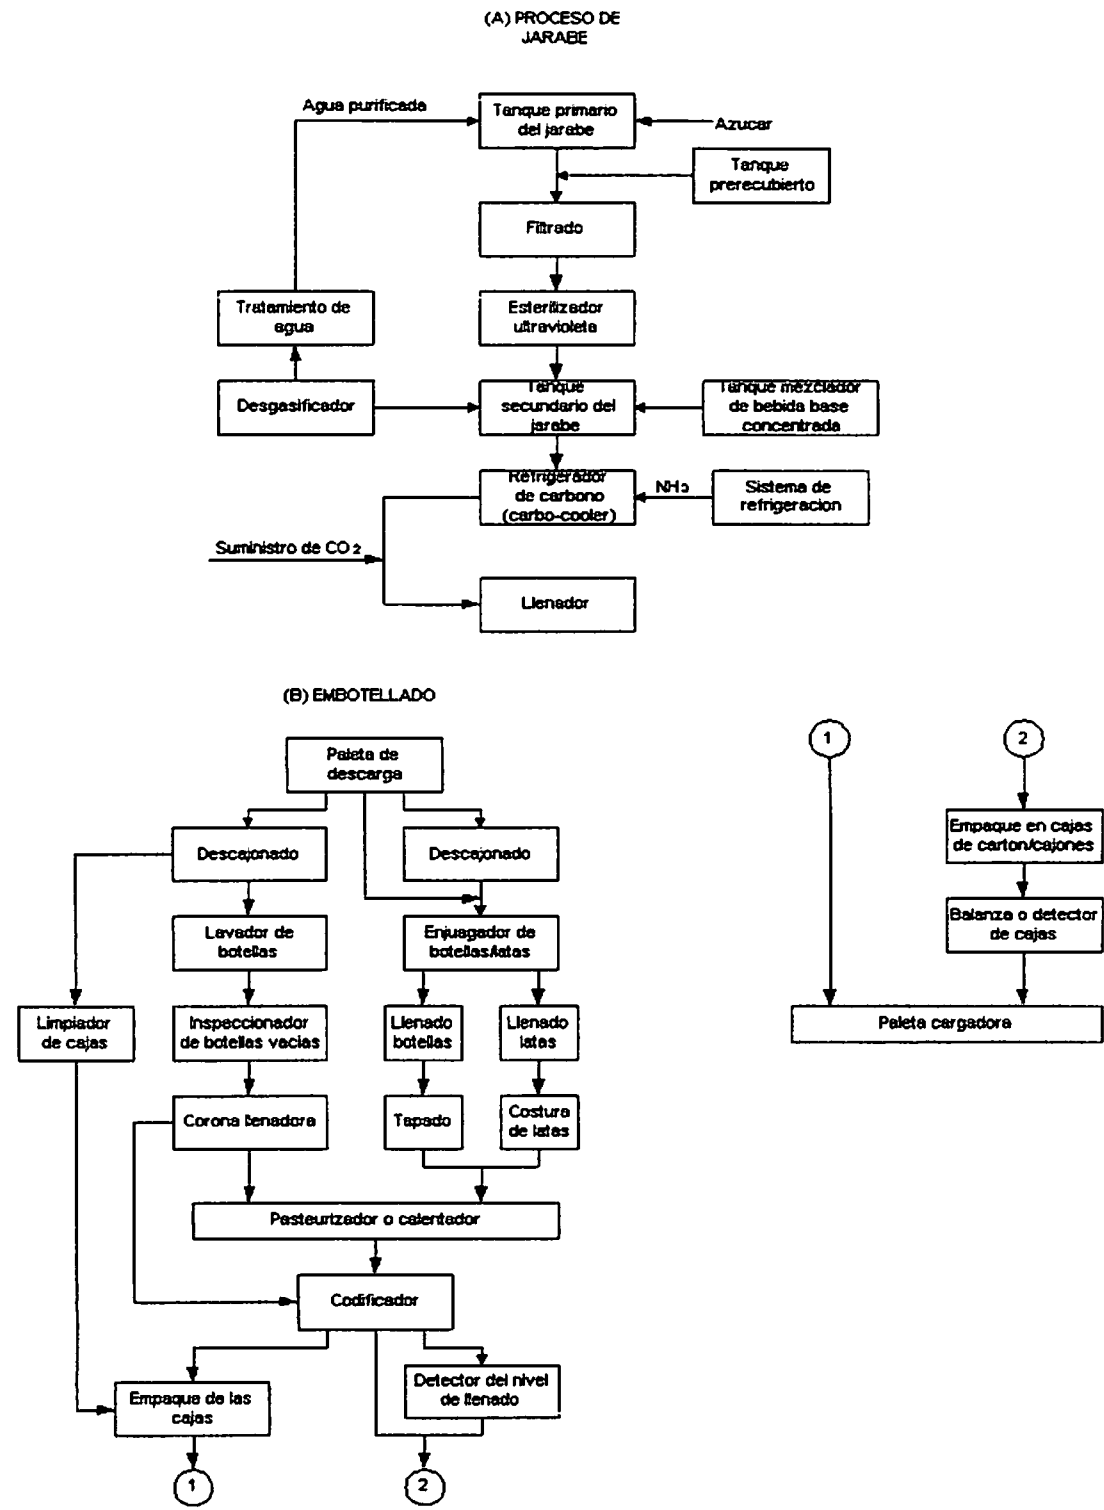 (A) PROCESO DE
JARABE
Agua purificada
Tanque primario
del jarabe
Azucar
Tanque
prerecubierto
Filtrado
Tratamiento de
agua
Esterilizador
ultravioleta
Desgasificador
Tanque
secundario del
jarabe
Tanque mezclador
de bebida base
concentrada
Refrigerador
de carbono
(carbo-cooler)
NH3
Sistema de
refrigeracion
Suministro de CO2
Llenador
(B) EMBOTELLADO
Paleta de
descarga
Descajonado
Descajonado
Lavador de
botellas
Enjuagador de
botellas/latas
Limpiador
de cajas
Inspeccionador
de botellas vacias
Llenado
botellas
Llenado
latas
Corona llenadora
Tapado
Costura
de latas
Pasteurizador o calentador
Codificador
Empaque de las
cajas
Detector del nivel
de llenado
1
2
1
2
Empaque en cajas
de carton/cajones
Balanza o detector
de cajas
Paleta cargadora